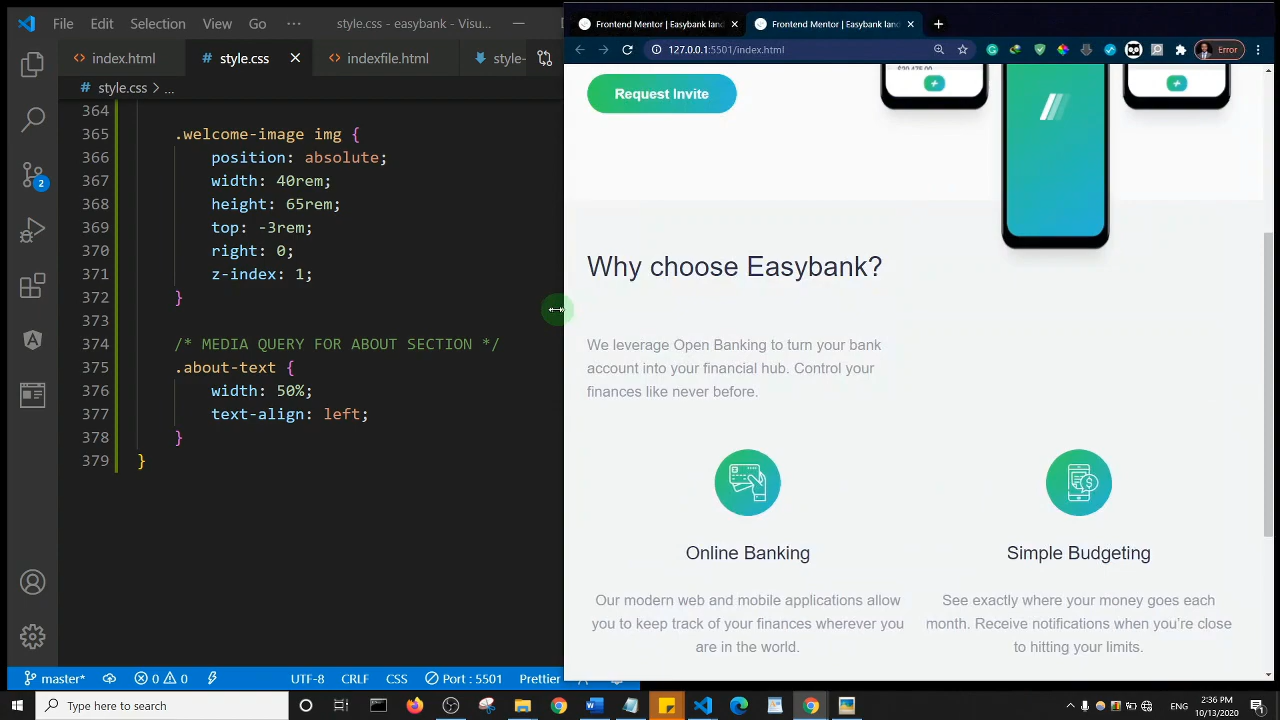 File Edit Selection View Go ··· style.css - easybank - Visu...
index.html style.css indexfile.html style-
style.css > ...
364
365 .welcome-image img {
366 position: absolute;
367 width: 40rem;
368 height: 65rem;
369 top: -3rem;
370 right: 0;
371 z-index: 1;
372 }
373
374 /* MEDIA QUERY FOR ABOUT SECTION */
375 .about-text {
376 width: 50%;
377 text-align: left;
378 }
379 }
2
master* 0 0 UTF-8 CRLF CSS Port : 5501 Prettier
Frontend Mentor | Easybank land Frontend Mentor | Easybank land
127.0.0.1:5501/index.html Error
Request Invite
Why choose Easybank?
We leverage Open Banking to turn your bank
account into your financial hub. Control your
finances like never before.
Online Banking
Our modern web and mobile applications allow
you to keep track of your finances wherever you
are in the world.
Simple Budgeting
See exactly where your money goes each
month. Receive notifications when you're close
to hitting your limits.
Type here to search
ENG 2:36 PM
10/13/2020